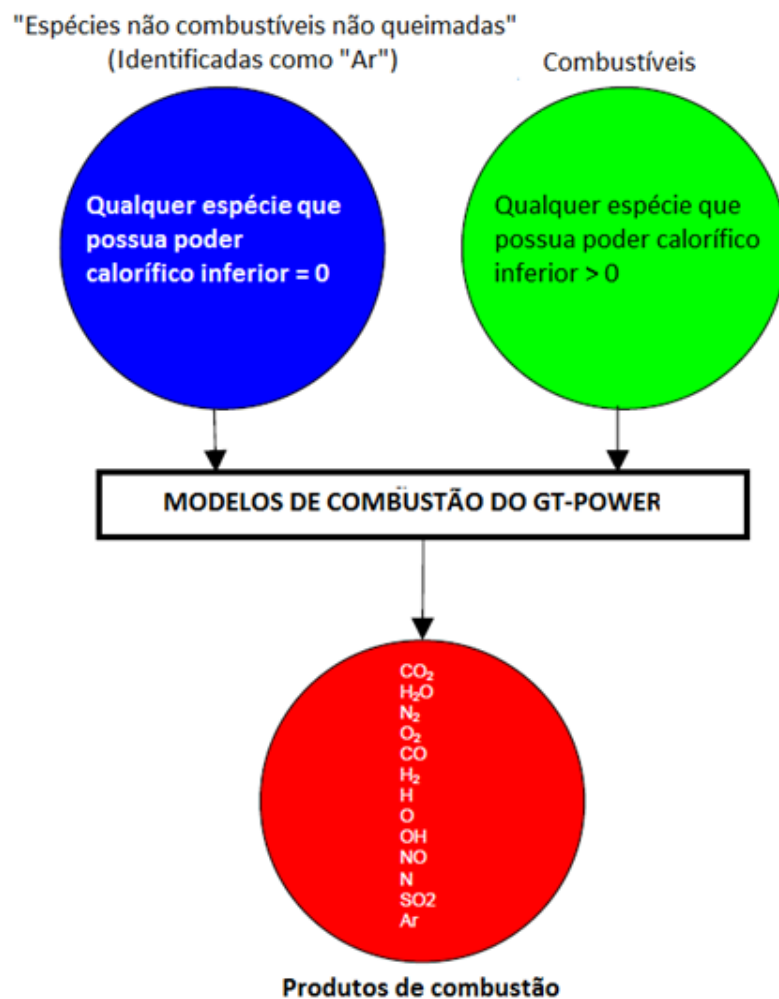 "Espécies não combustíveis não queimadas"
(Identificadas como "Ar")
Combustíveis
Qualquer espécie que
possua poder
calorífico inferior = 0
Qualquer espécie que
possua poder calorífico
inferior > 0
MODELOS DE COMBUSTÃO DO GT-POWER
CO₂
H₂O
N₂
O₂
CO
H₂
H
O
OH
NO
N
SO2
Ar
Produtos de combustão